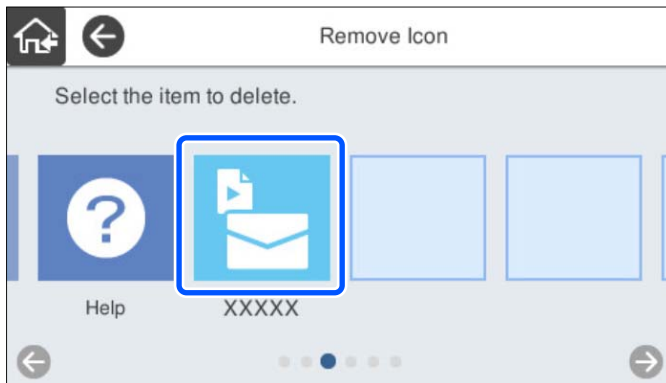 Remove Icon
Select the item to delete.
?
Help
XXXXX